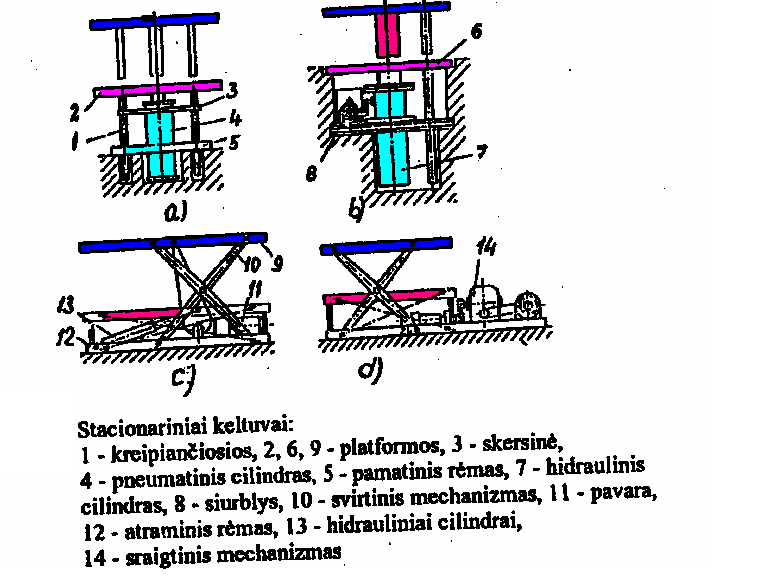 6
2
3
1
4
5
8
7
a)
b)
14
10
9
13
11
12
c)
d)
Stacionariniai keltuvai:
1 - kreipiančiosios, 2, 6, 9 - platformos, 3 - skersinė,
4 - pneumatinis cilindras, 5 - pamatinis rėmas, 7 - hidraulinis
cilindras, 8 - siurblys, 10 - svirtinis mechanizmas, 11 - pavara,
12 - atraminis rėmas, 13 - hidrauliniai cilindrai,
14 - sraigtinis mechanizmas